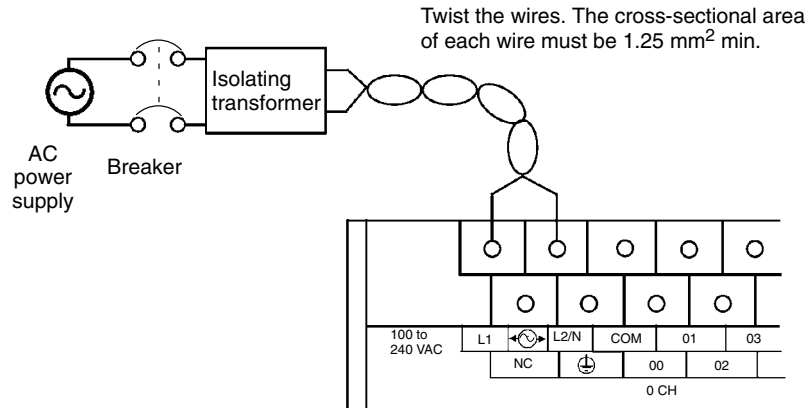 Twist the wires. The cross-sectional area
of each wire must be 1.25 mm² min.
Isolating
transformer
AC
power
supply
Breaker
100 to
240 VAC
L1
L2/N
COM
01
03
NC
00
02
0 CH